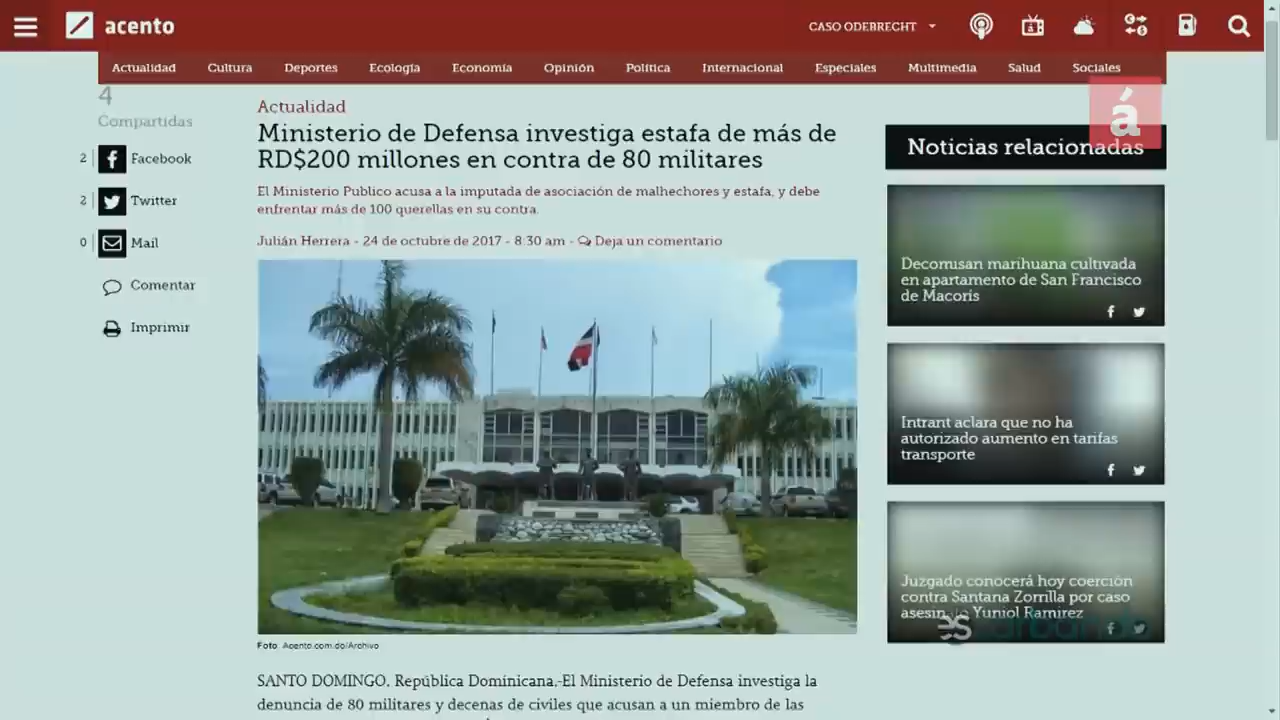 acento
CASO ODEBRECHT
Actualidad Cultura Deportes Ecología Economía Opinión Política Internacional Especiales Multimedia Salud Sociales
4
Compartidas
2 Facebook
2 Twitter
0 Mail
Comentar
Imprimir
Actualidad
Ministerio de Defensa investiga estafa de más de
RD$200 millones en contra de 80 militares
El Ministerio Publico acusa a la imputada de asociación de malhechores y estafa, y debe
enfrentar más de 100 querellas en su contra.
Julián Herrera - 24 de octubre de 2017 - 8:30 am - Deja un comentario
Foto: Acento.com.do/Archivo
SANTO DOMINGO, República Dominicana,-El Ministerio de Defensa investiga la
denuncia de 80 militares y decenas de civiles que acusan a un miembro de las
á
Noticias relacionadas
Decomisan marihuana cultivada
en apartamento de San Francisco
de Macorís
Intrant aclara que no ha
autorizado aumento en tarifas
transporte
Juzgado conocerá hoy coerción
contra Santana Zorrilla por caso
Yuniol Ramírez